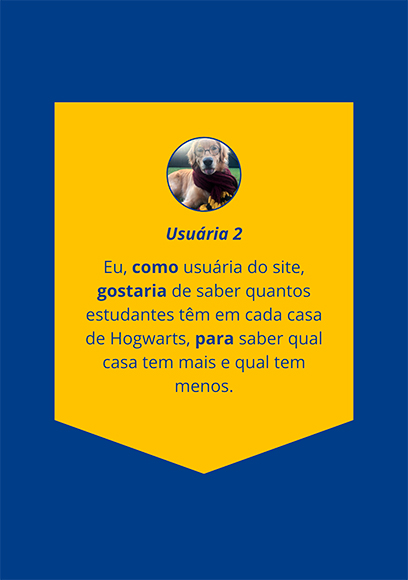 Usuária 2
Eu, como usuária do site,
gostaria de saber quantos
estudantes têm em cada casa
de Hogwarts, para saber qual
casa tem mais e qual tem
menos.